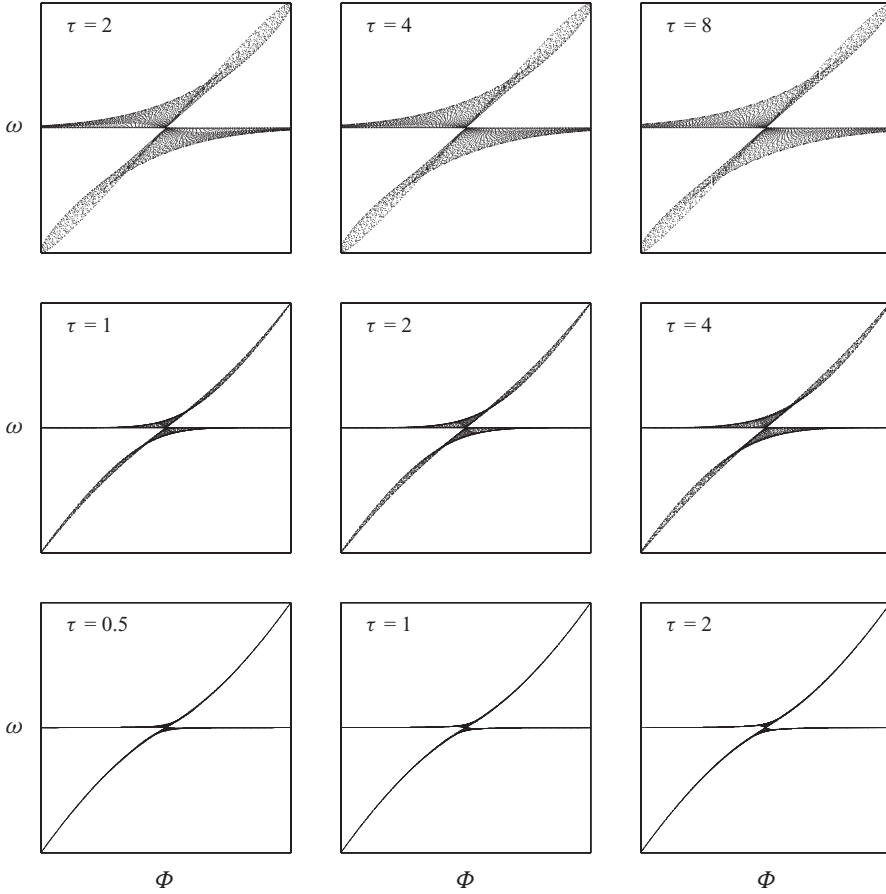 τ = 2
τ = 4
τ = 8
ω
τ = 1
τ = 2
τ = 4
ω
τ = 0.5
τ = 1
τ = 2
ω
Φ
Φ
Φ